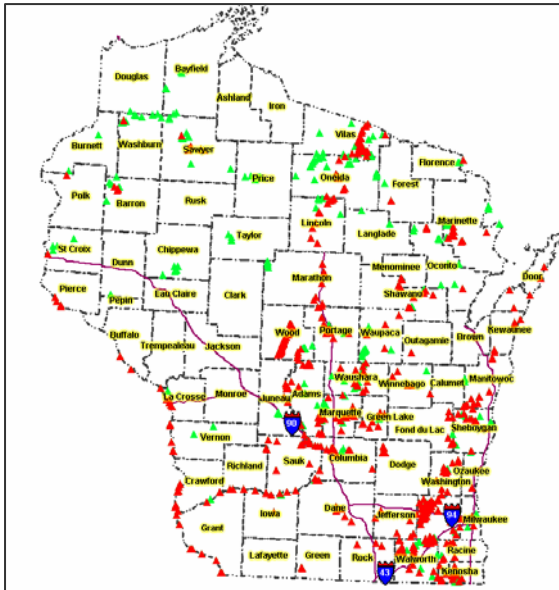 Bayfield
Douglas
Ashland
Iron
Vilas
Burnett
Washburn
Sawyer
Florence
Oneida
Price
Forest
Polk
Barron
Rusk
Lincoln
Marinette
Taylor
Langlade
St Croix
Chippewa
Oconto
Dunn
Menominee
Marathon
Door
Pierce
Eau Claire
Clark
Shawano
Pepin
Buffalo
Wood
Portage
Waupaca
Brown
Kewaunee
Trempealeau
Jackson
Outagamie
Waushara
Winnebago
Calumet
Manitowoc
La Crosse
Monroe
Juneau
Adams
Marquette
Green Lake
90
Fond du Lac
Sheboygan
Vernon
Richland
Sauk
Columbia
Dodge
Ozaukee
Washington
Crawford
Iowa
Dane
Jefferson
94
Milwaukee
Grant
Lafayette
Green
Rock
Walworth
Racine
43
Kenosha